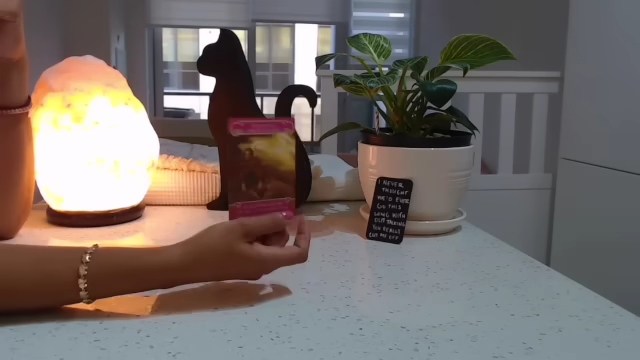 I NEVER
THOUGHT
WE'D EVER
GO THIS
LONG WITH
OUT TALKING
YOU REALLY
CUT ME OFF